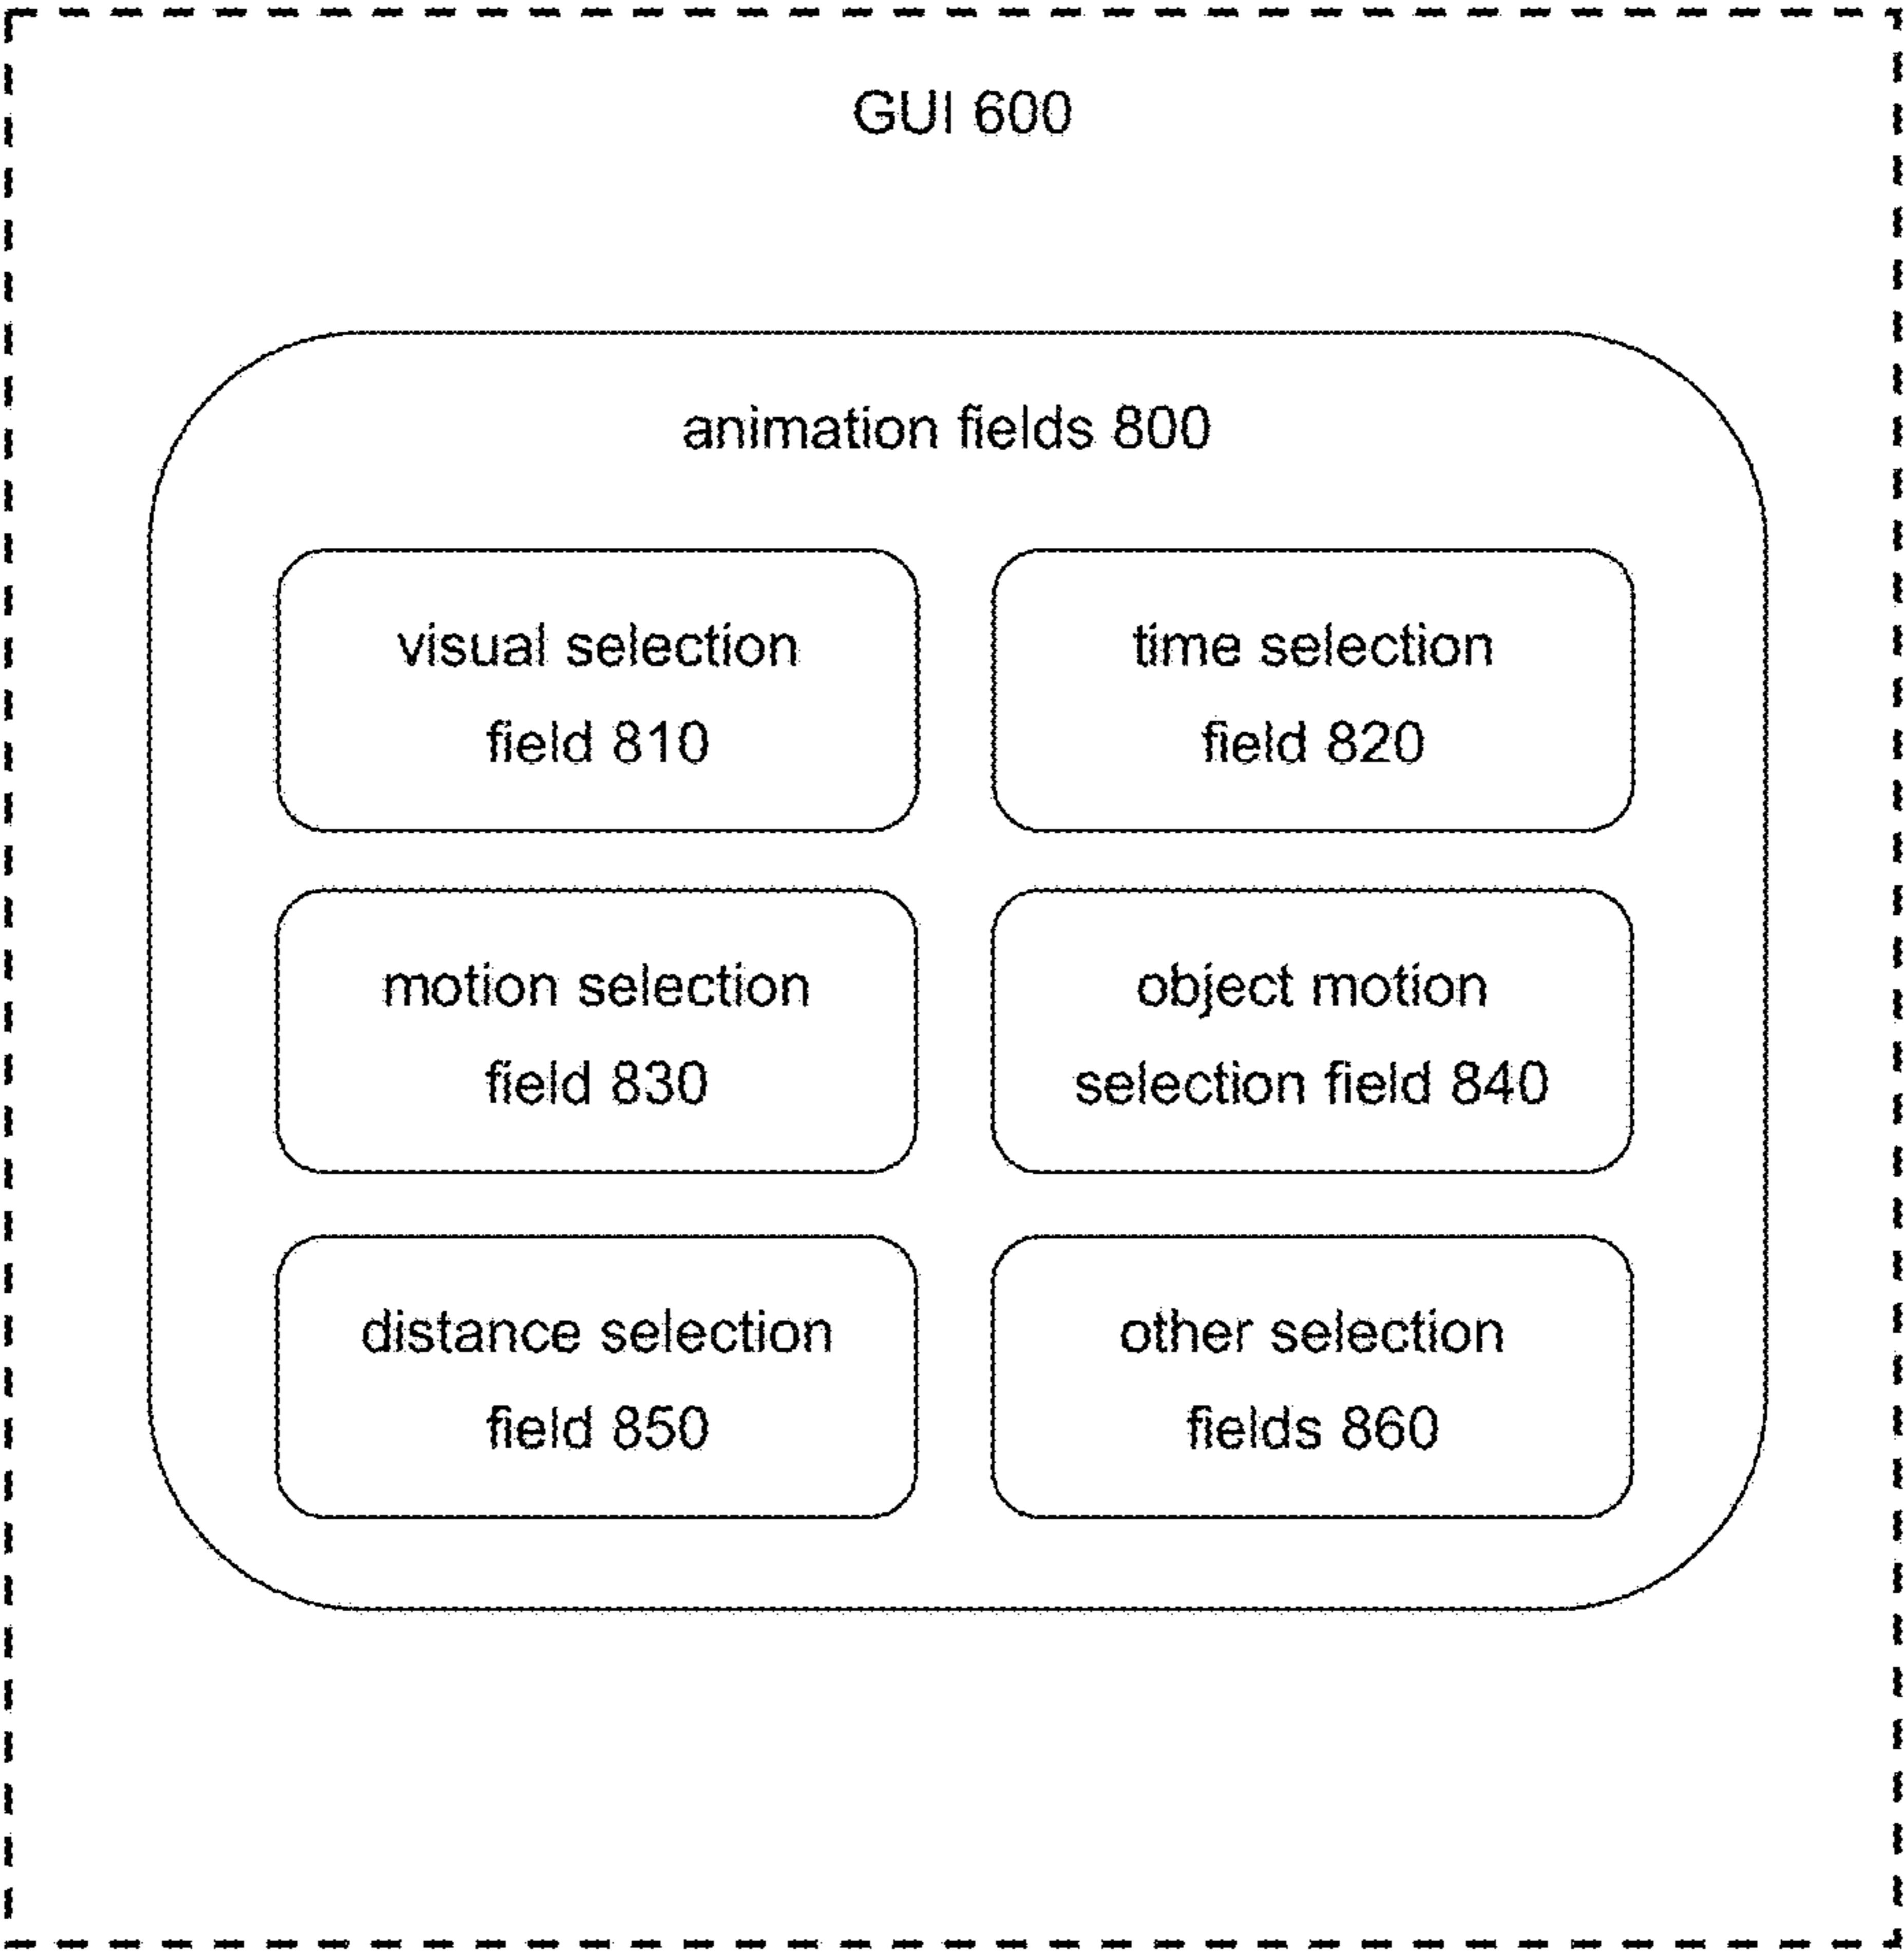 GUI 600
animation fields 800
visual selection
field 810
time selection
field 820
motion selection
field 830
object motion
selection field 840
distance selection
field 850
other selection
fields 860